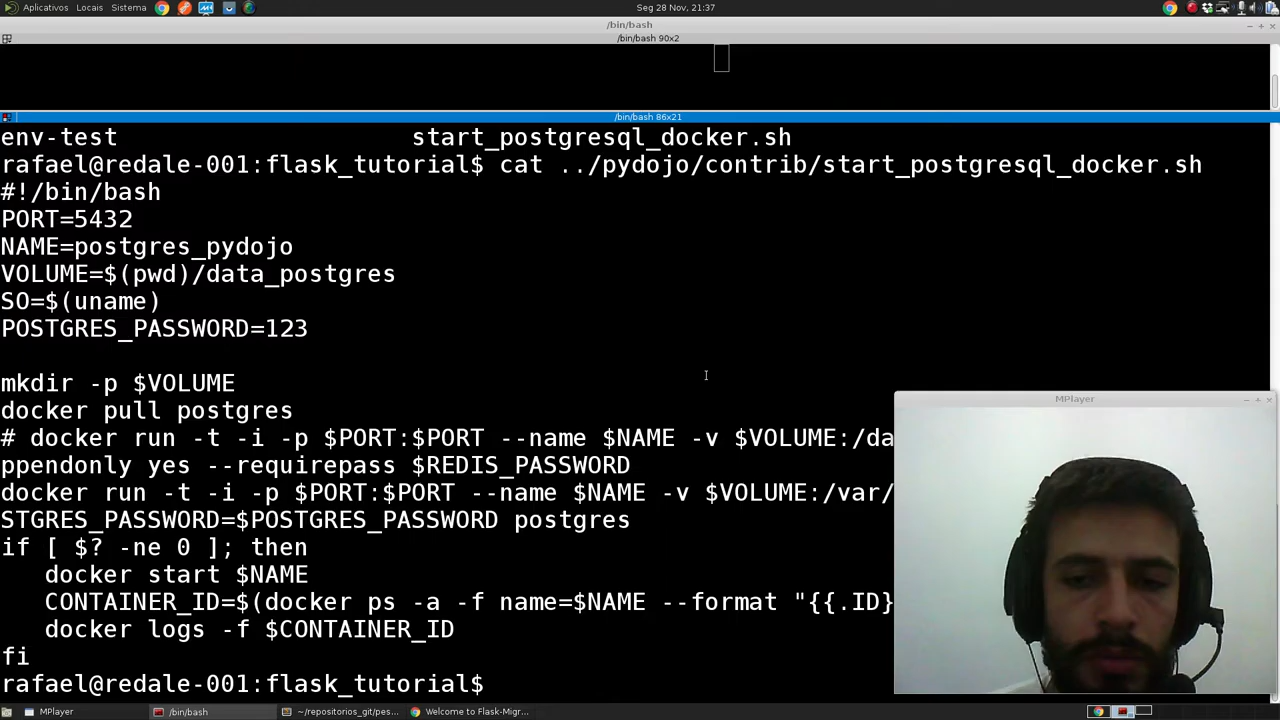 Aplicativos Locais Sistema Seg 28 Nov, 21:37
/bin/bash
/bin/bash 90x2
/bin/bash 86x21
env-test start_postgresql_docker.sh
rafael@redale-001:flask_tutorial$ cat ../pydojo/contrib/start_postgresql_docker.sh
#!/bin/bash
PORT=5432
NAME=postgres_pydojo
VOLUME=$(pwd)/data_postgres
SO=$(uname)
POSTGRES_PASSWORD=123
mkdir -p $VOLUME
docker pull postgres
# docker run -t -i -p $PORT:$PORT --name $NAME -v $VOLUME:/da
ppendonly yes --requirepass $REDIS_PASSWORD
docker run -t -i -p $PORT:$PORT --name $NAME -v $VOLUME:/var/
STGRES_PASSWORD=$POSTGRES_PASSWORD postgres
if [ $? -ne 0 ]; then
docker start $NAME
CONTAINER_ID=$(docker ps -a -f name=$NAME --format "{{.ID}
docker logs -f $CONTAINER_ID
fi
rafael@redale-001:flask_tutorial$
MPlayer
MPlayer /bin/bash ~/repositorios_git/pes... Welcome to Flask-Migr...